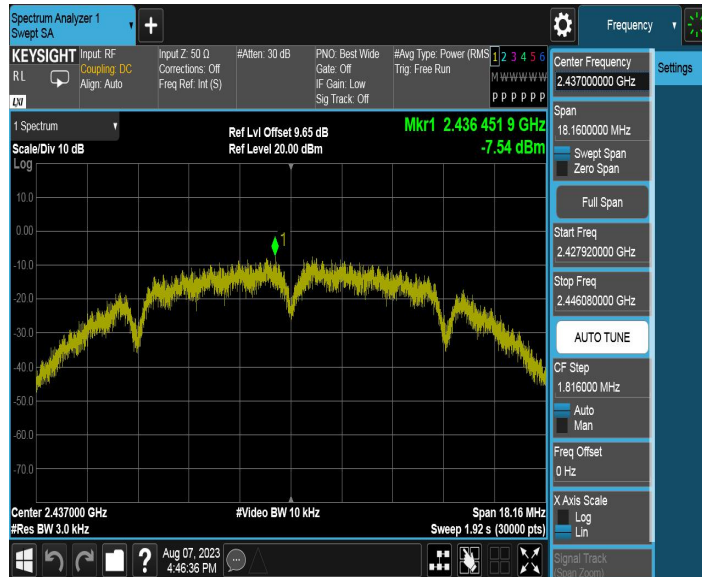 Spectrum Analyzer 1
Swept SA
+
Frequency
KEYSIGHT
RL
LXI
Input: RF
Coupling: DC
Align: Auto
Input Z: 50 Ω
Corrections: Off
Freq Ref: Int (S)
#Atten: 30 dB
PNO: Best Wide
Gate: Off
IF Gain: Low
Sig Track: Off
#Avg Type: Power (RMS
Trig: Free Run
1 2 3 4 5 6
M W W W W W
P P P P P P
1 Spectrum
Scale/Div 10 dB
Ref Lvl Offset 9.65 dB
Ref Level 20.00 dBm
Mkr1 2.436 451 9 GHz
-7.54 dBm
Log
10.0
0.00
-10.0
-20.0
-30.0
-40.0
-50.0
-60.0
-70.0
1
Center 2.437000 GHz
#Res BW 3.0 kHz
#Video BW 10 kHz
Span 18.16 MHz
Sweep 1.92 s (30000 pts)
?
Aug 07, 2023
4:46:36 PM
Center Frequency
2.437000000 GHz
Span
18.1600000 MHz
Swept Span
Zero Span
Full Span
Start Freq
2.427920000 GHz
Stop Freq
2.446080000 GHz
AUTO TUNE
CF Step
1.816000 MHz
Auto
Man
Freq Offset
0 Hz
X Axis Scale
Log
Lin
Signal Track
(Span Zoom)
Settings